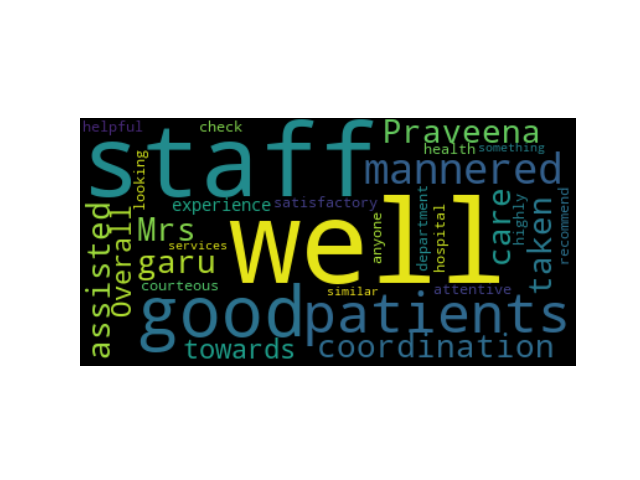 helpful
check
staff
Praveena
health
something
mannered
looking
experience
satisfactory
Mrs
well
anyone
department
hospital
care
highly
taken
recommend
assisted
Overall
services
garu
courteous
similar
attentive
good
patients
towards
coordination